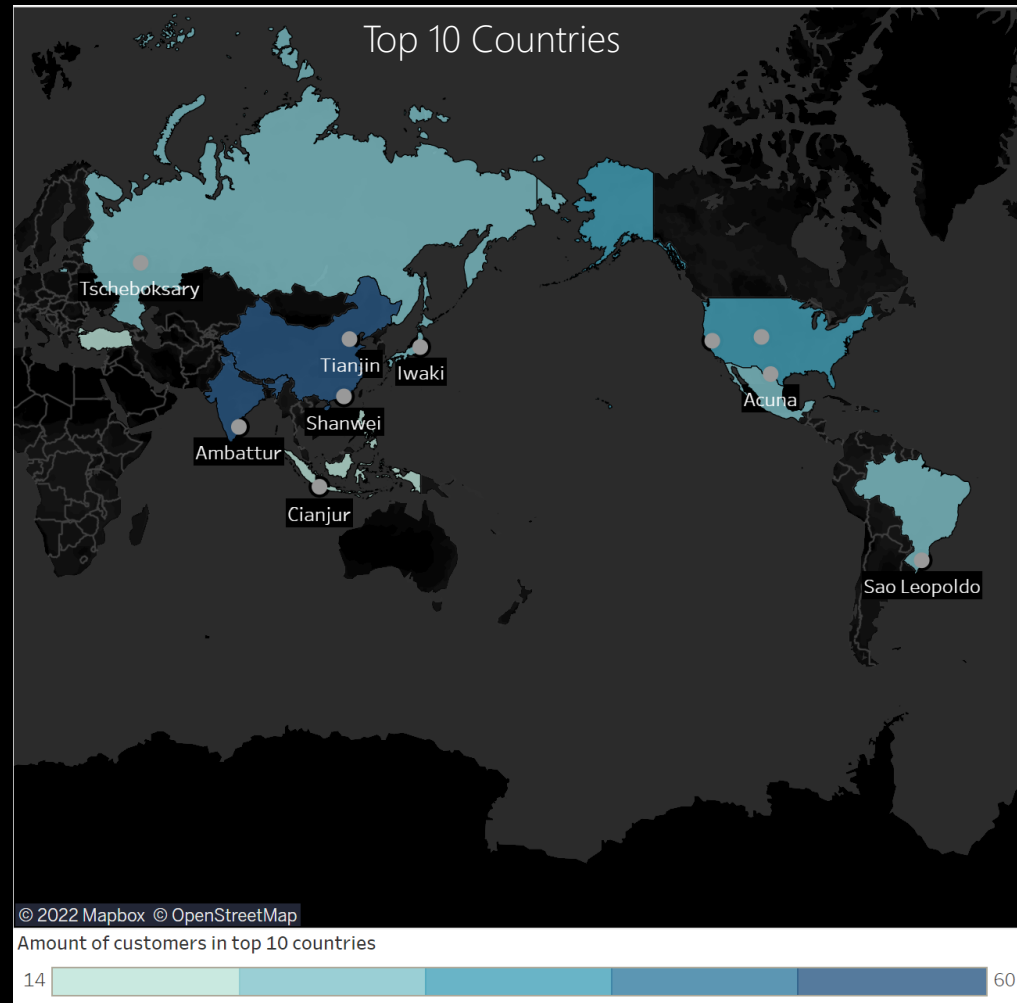 Top 10 Countries
Tscheboksary
Tianjin
Iwaki
Acuna
Shanwei
Ambattur
Cianjur
Sao Leopoldo
© 2022 Mapbox © OpenStreetMap
Amount of customers in top 10 countries
14
60